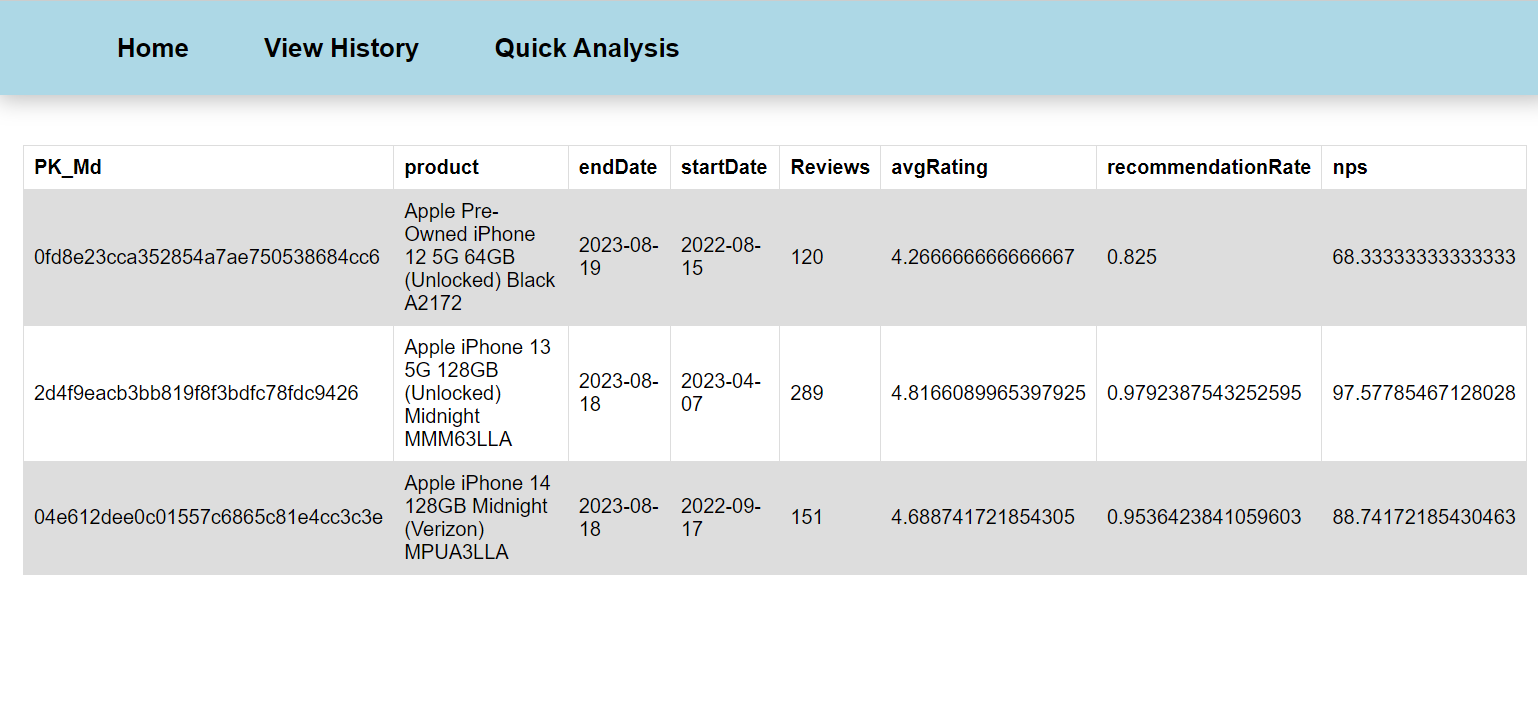 Home View History Quick Analysis
PK_Md product endDate startDate Reviews avgRating recommendationRate nps
Apple Pre-
Owned iPhone
12 5G 64GB
(Unlocked) Black
A2172
0fd8e23cca352854a7ae750538684cc6 2023-08-
19 2022-08-
15 120 4.266666666666667 0.825 68.33333333333333
Apple iPhone 13
5G 128GB
(Unlocked)
Midnight
MMM63LLA
2d4f9eacb3bb819f8f3bdfc78fdc9426 2023-08-
18 2023-04-
07 289 4.8166089965397925 0.9792387543252595 97.57785467128028
Apple iPhone 14
128GB Midnight
(Verizon)
MPUA3LLA
04e612dee0c01557c6865c81e4cc3c3e 2023-08-
18 2022-09-
17 151 4.688741721854305 0.9536423841059603 88.74172185430463